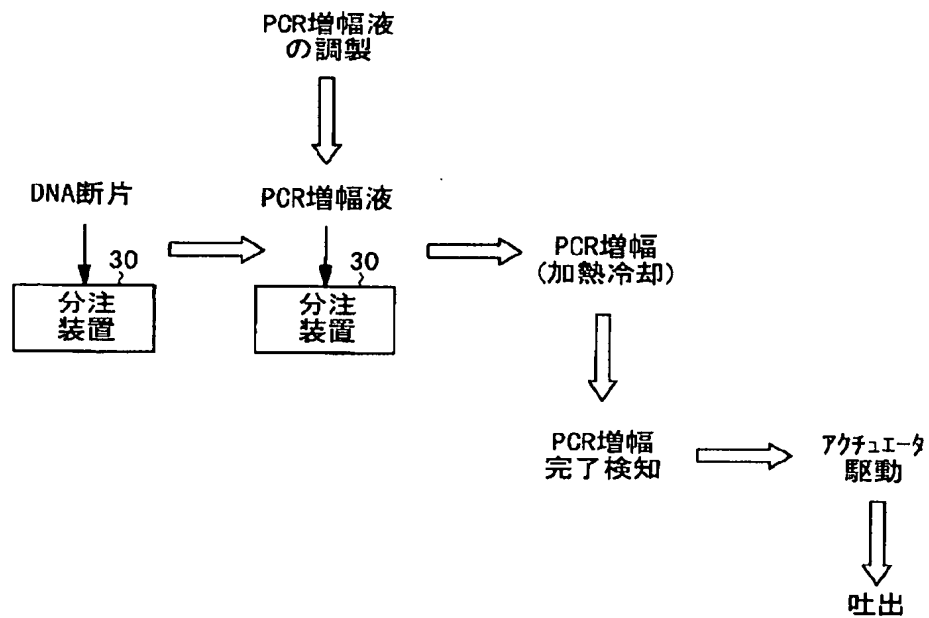 PCR増幅液
の調製
DNA断片
PCR増幅液
30
分注
装置
30
分注
装置
PCR増幅
(加熱冷却)
PCR増幅
完了検知
アクチュエータ
駆動
吐出